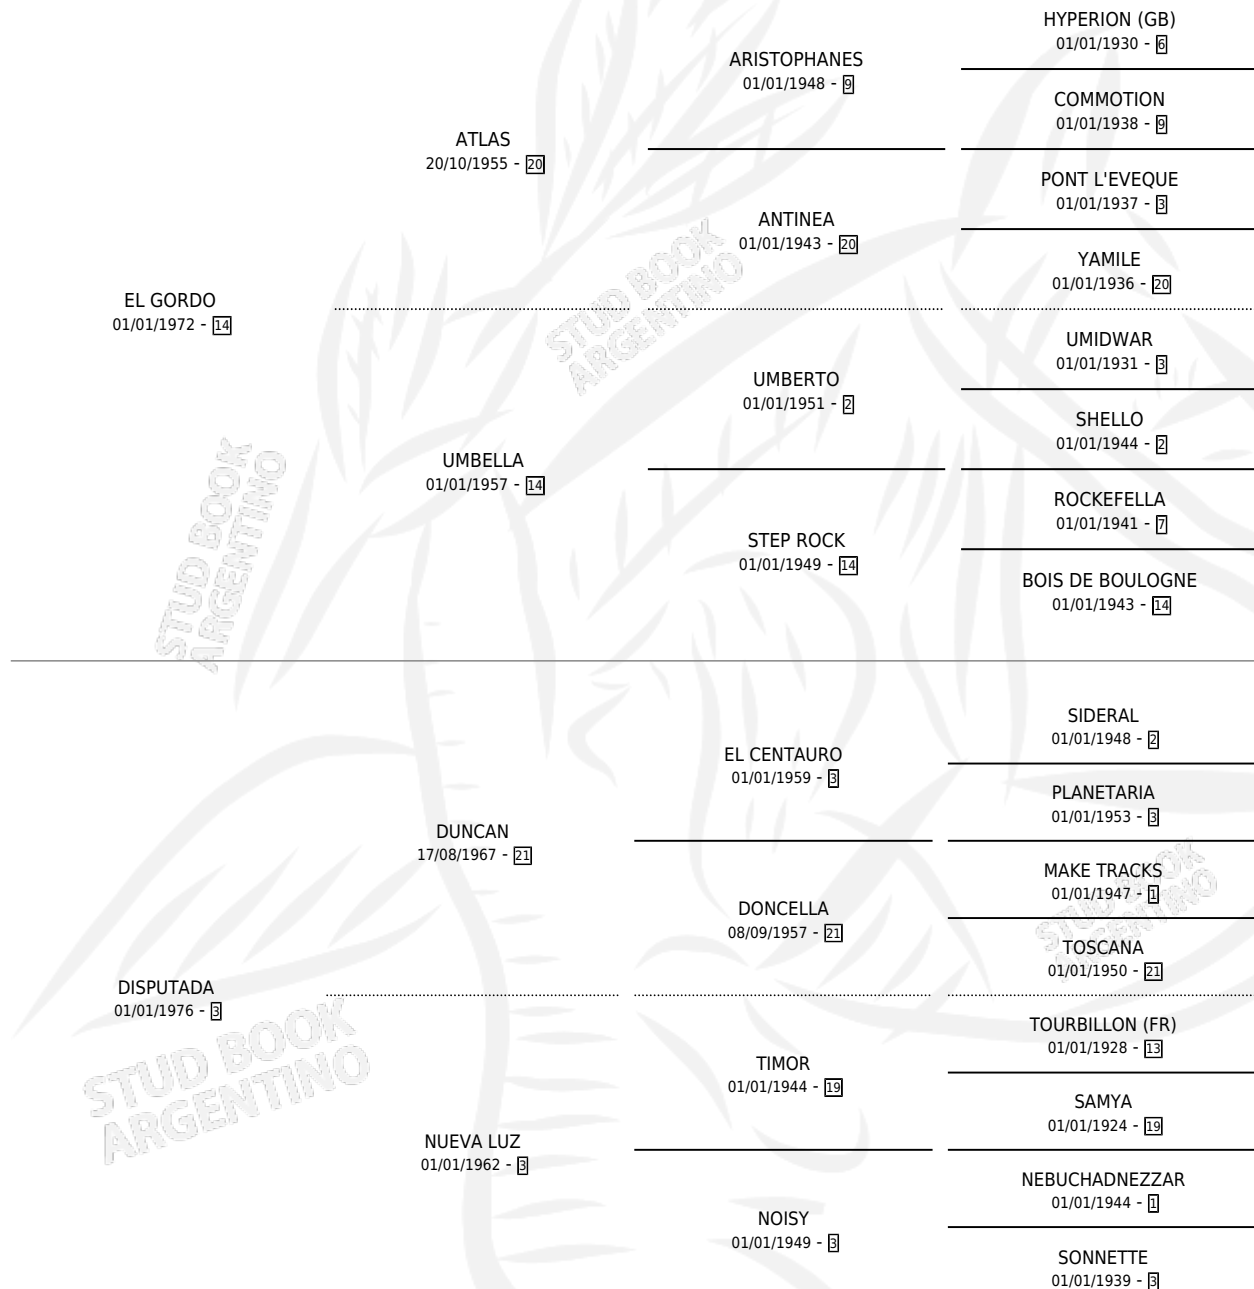 HYPERION (GB)
01/01/1930 - 6
ARISTOPHANES
01/01/1948 - 9
COMMOTION
01/01/1938 - 9
ATLAS
20/10/1955 - 20
PONT L'EVEQUE
01/01/1937 - 3
ANTINEA
01/01/1943 - 20
YAMILE
01/01/1936 - 20
EL GORDO
01/01/1972 - 14
UMIDWAR
01/01/1931 - 3
UMBERTO
01/01/1951 - 2
SHELLO
01/01/1944 - 2
UMBELLA
01/01/1957 - 14
ROCKEFELLA
01/01/1941 - 7
STEP ROCK
01/01/1949 - 14
BOIS DE BOULOGNE
01/01/1943 - 14
SIDERAL
01/01/1948 - 2
EL CENTAURO
01/01/1959 - 3
PLANETARIA
01/01/1953 - 3
DUNCAN
17/08/1967 - 21
MAKE TRACKS
01/01/1947 - 1
DONCELLA
08/09/1957 - 21
TOSCANA
01/01/1950 - 21
DISPUTADA
01/01/1976 - 3
TOURBILLON (FR)
01/01/1928 - 13
TIMOR
01/01/1944 - 19
SAMYA
01/01/1924 - 19
NUEVA LUZ
01/01/1962 - 3
NEBUCHADNEZZAR
01/01/1944 - 1
NOISY
01/01/1949 - 3
SONNETTE
01/01/1939 - 3
STUD BOOK
ARGENTINO
STUD BOOK
ARGENTINO
STUD BOOK
ARGENTINO
STUD BOOK
ARGENTINO